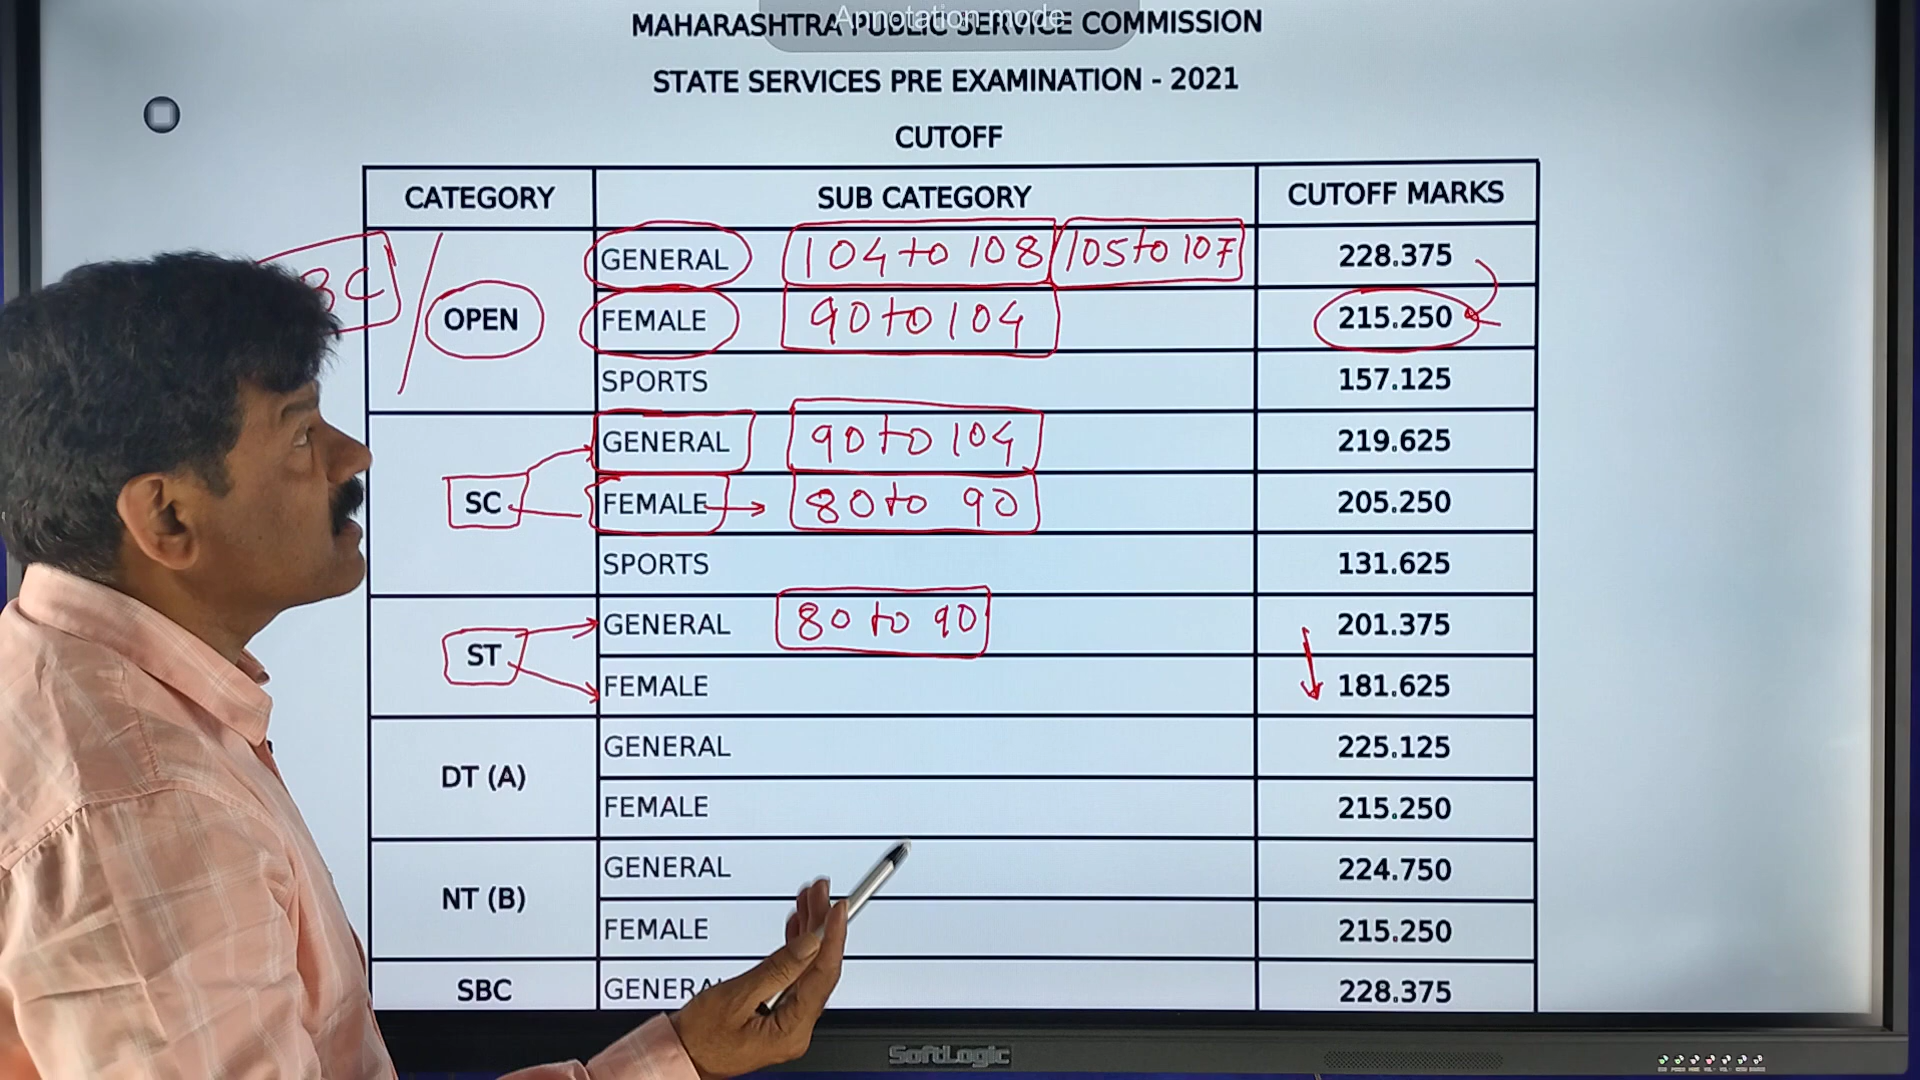 Annotation mode
MAHARASHTRA PUBLIC SERVICE COMMISSION
STATE SERVICES PRE EXAMINATION - 2021
CUTOFF
CATEGORY SUB CATEGORY CUTOFF MARKS
OPEN
GENERAL 104 to 108 105 to 107 228.375
FEMALE 90 to 104 215.250
SPORTS 157.125
SC
GENERAL 90 to 104 219.625
FEMALE 80 to 90 205.250
SPORTS 131.625
ST
GENERAL 80 to 90 201.375
FEMALE 181.625
DT (A)
GENERAL 225.125
FEMALE 215.250
NT (B)
GENERAL 224.750
FEMALE 215.250
SBC GENERAL 228.375
SoftLogic